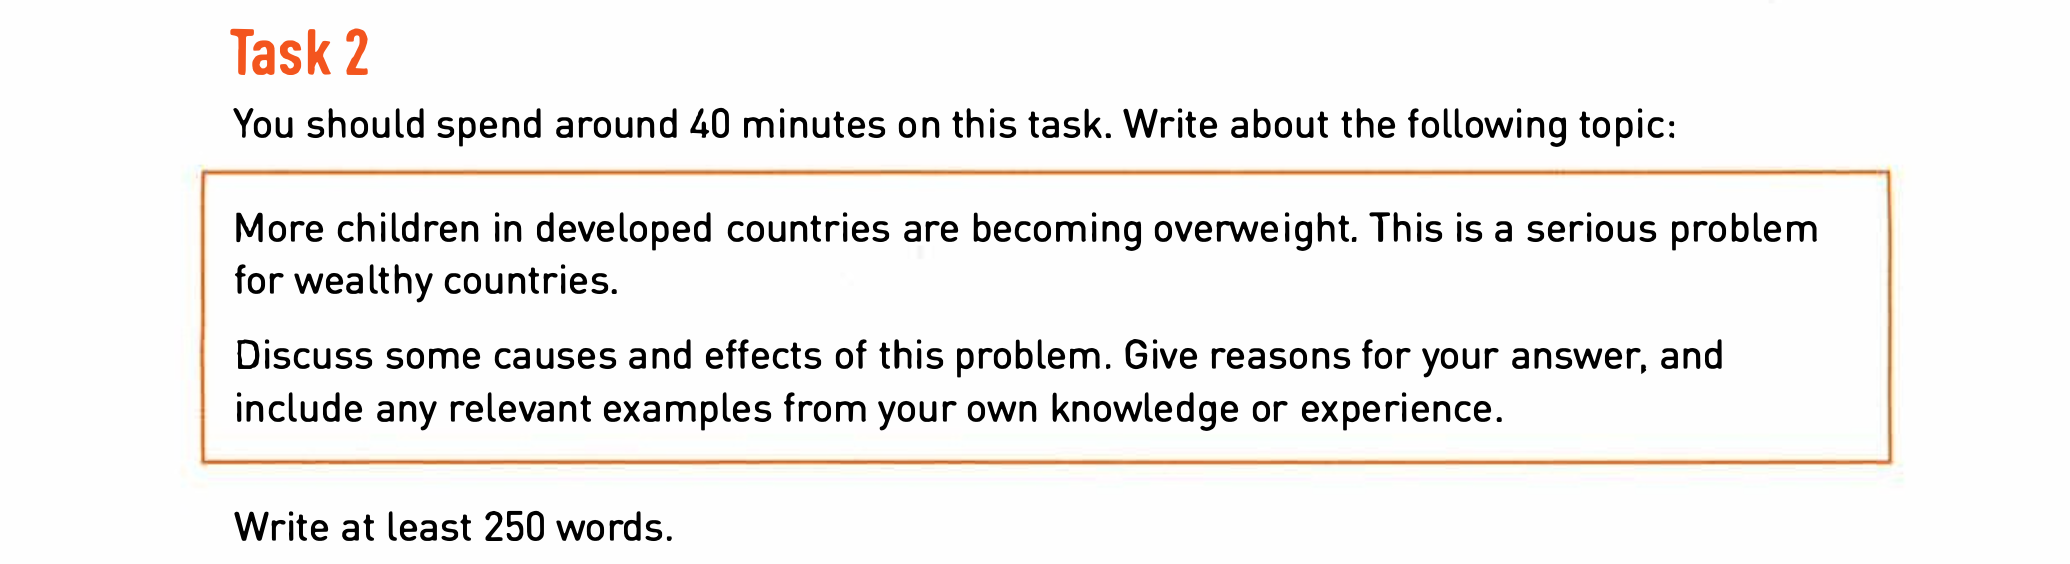 Task 2
You should spend around 40 minutes on this task. Write about the following topic:
More children in developed countries are becoming overweight. This is a serious problem
for wealthy countries.
Discuss some causes and effects of this problem. Give reasons for your answer, and
include any relevant examples from your own knowledge or experience.
Write at least 250 words.